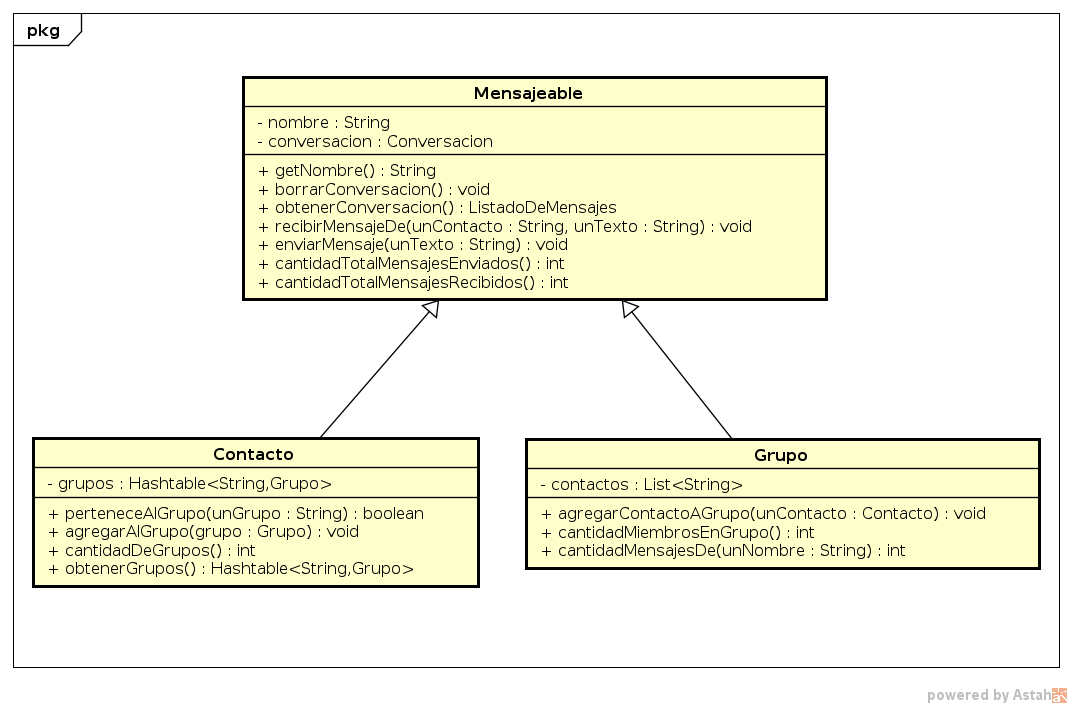 pkg
Mensajeable
- nombre : String
- conversacion : Conversacion
+ getNombre() : String
+ borrarConversacion() : void
+ obtenerConversacion() : ListadoDeMensajes
+ recibirMensajeDe(unContacto : String, unTexto : String) : void
+ enviarMensaje(unTexto : String) : void
+ cantidadTotalMensajesEnviados() : int
+ cantidadTotalMensajesRecibidos() : int
Contacto
- grupos : Hashtable<String,Grupo>
+ perteneceAlGrupo(unGrupo : String) : boolean
+ agregarAlGrupo(grupo : Grupo) : void
+ cantidadDeGrupos() : int
+ obtenerGrupos() : Hashtable<String,Grupo>
Grupo
- contactos : List<String>
+ agregarContactoAGrupo(unContacto : Contacto) : void
+ cantidadMiembrosEnGrupo() : int
+ cantidadMensajesDe(unNombre : String) : int
powered by Astah